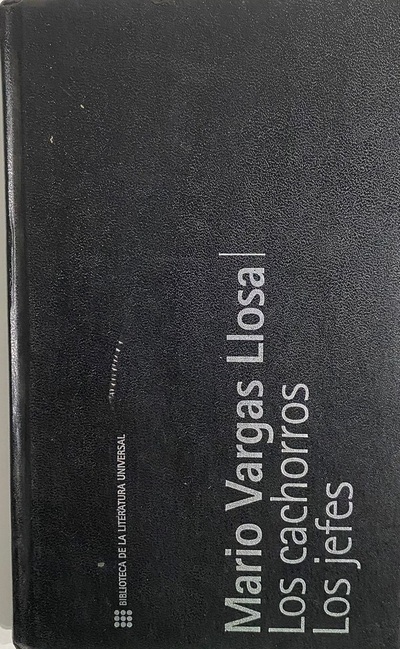 BIBLIOTECA DE LA LITERATURA UNIVERSAL
Mario Vargas Llosa|
Los cachorros
Los jefes